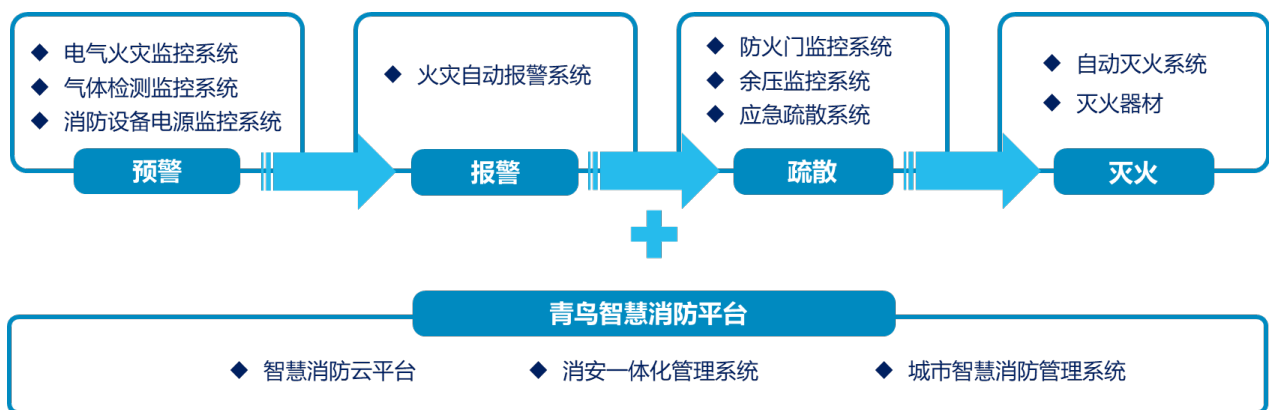 ◆ 电气火灾监控系统
◆ 气体检测监控系统
◆ 消防设备电源监控系统
预警
◆ 火灾自动报警系统
报警
◆ 防火门监控系统
◆ 余压监控系统
◆ 应急疏散系统
疏散
◆ 自动灭火系统
◆ 灭火器材
灭火
青鸟智慧消防平台
◆ 智慧消防云平台
◆ 消安一体化管理系统
◆ 城市智慧消防管理系统